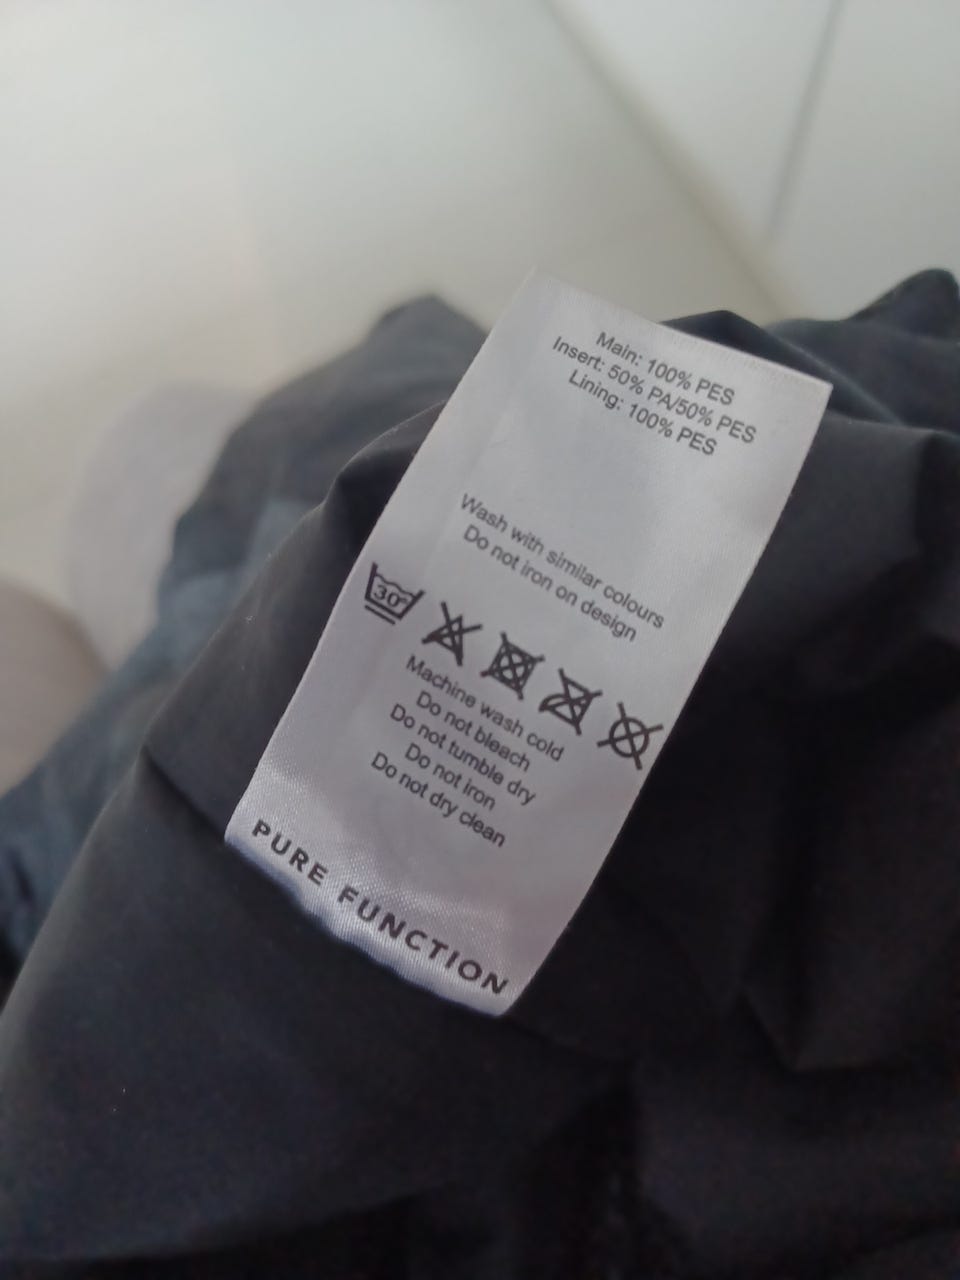 Main: 100% PES
Insert: 50% PA/50% PES
Lining: 100% PES
Wash with similar colours
Do not iron on design
30°
Machine wash cold
Do not bleach
Do not tumble dry
Do not iron
Do not dry clean
PURE FUNCTION